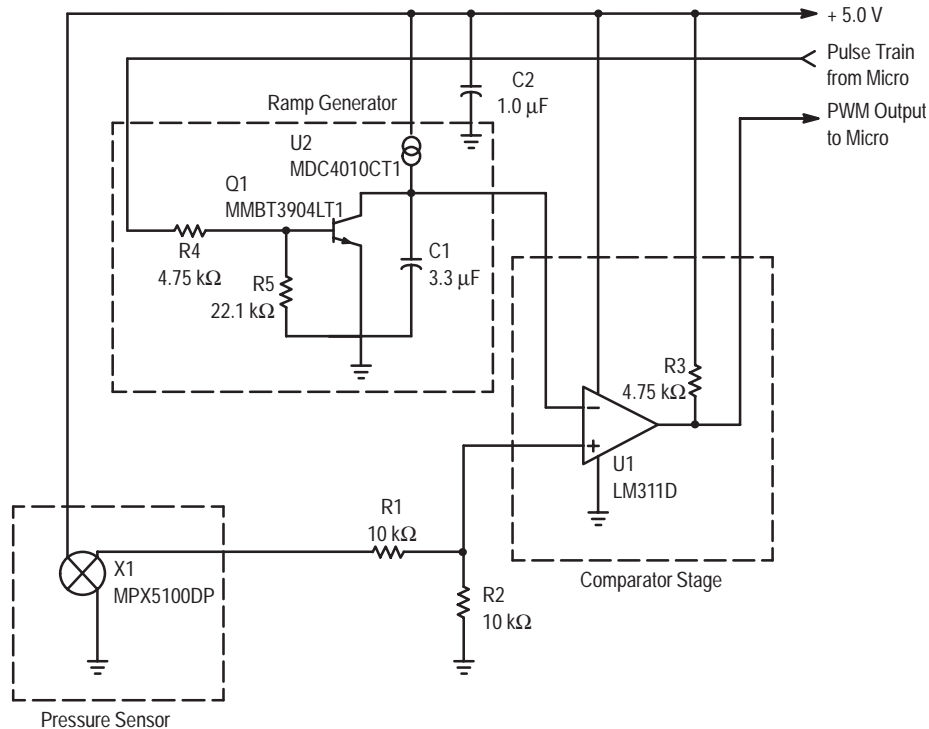 + 5.0 V
Pulse Train
from Micro
C2
1.0 µF
PWM Output
to Micro
Ramp Generator
U2
MDC4010CT1
Q1
MMBT3904LT1
R4
4.75 kΩ
C1
3.3 µF
R5
22.1 kΩ
R3
4.75 kΩ
−
+
U1
LM311D
R1
10 kΩ
X1
MPX5100DP
Comparator Stage
R2
10 kΩ
Pressure Sensor